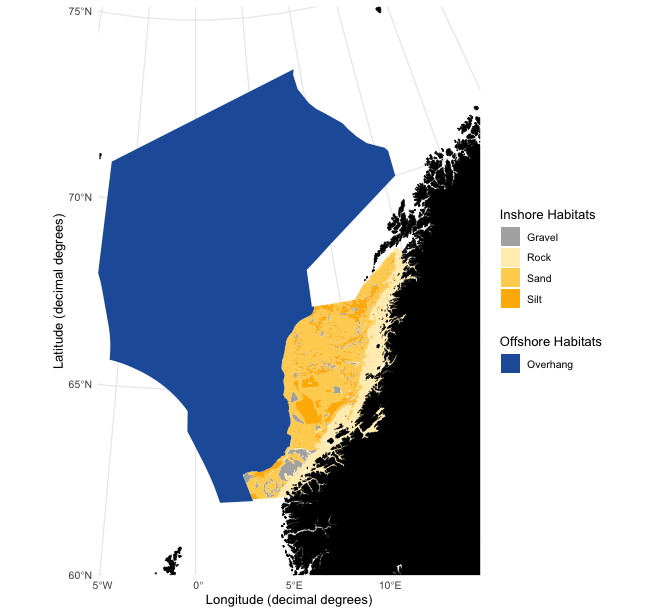 75°N
70°N
65°N
60°N
5°W
0°
5°E
10°E
Longitude (decimal degrees)
Latitude (decimal degrees)
Inshore Habitats
Gravel
Rock
Sand
Silt
Offshore Habitats
Overhang